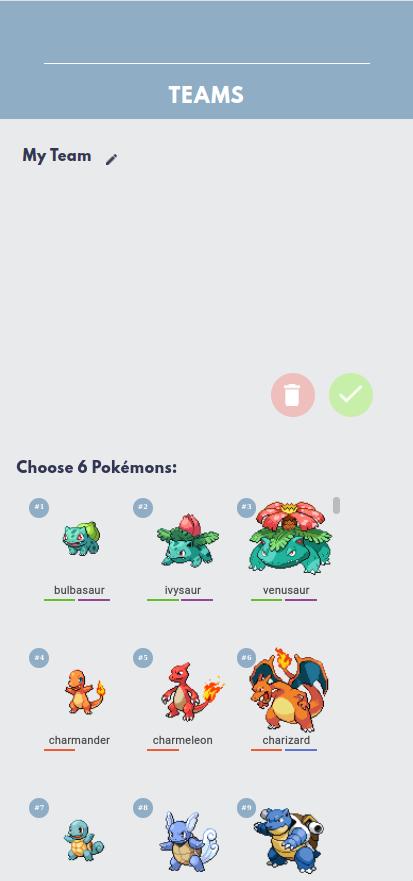 TEAMS
My Team
Choose 6 Pokémons:
#1 #2 #3
bulbasaur ivysaur venusaur
#4 #5 #6
charmander charmeleon charizard
#7 #8 #9